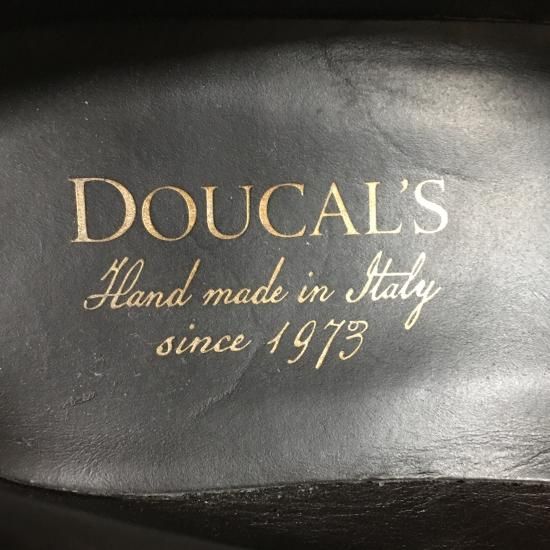 DOUCAL'S
Hand made in Italy
since 1973